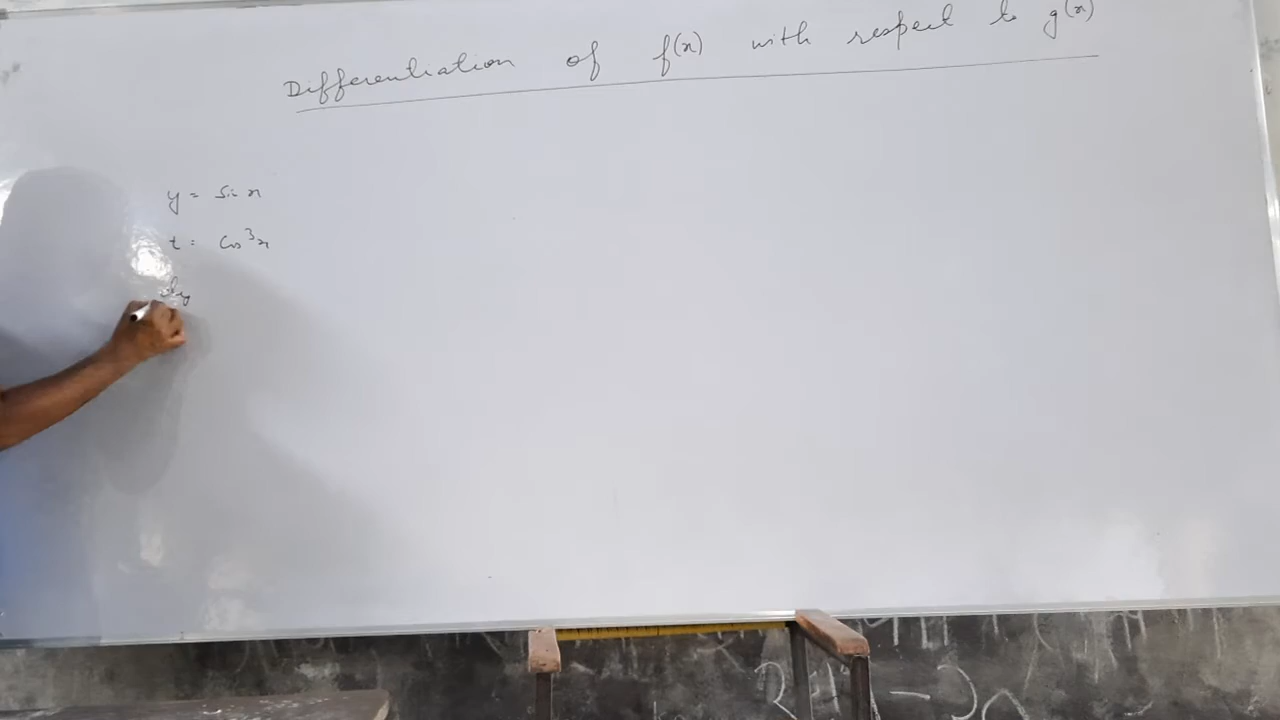 Differentiation of f(x) with respect to g(x)
y = Sin x
t = Cos³x
dy